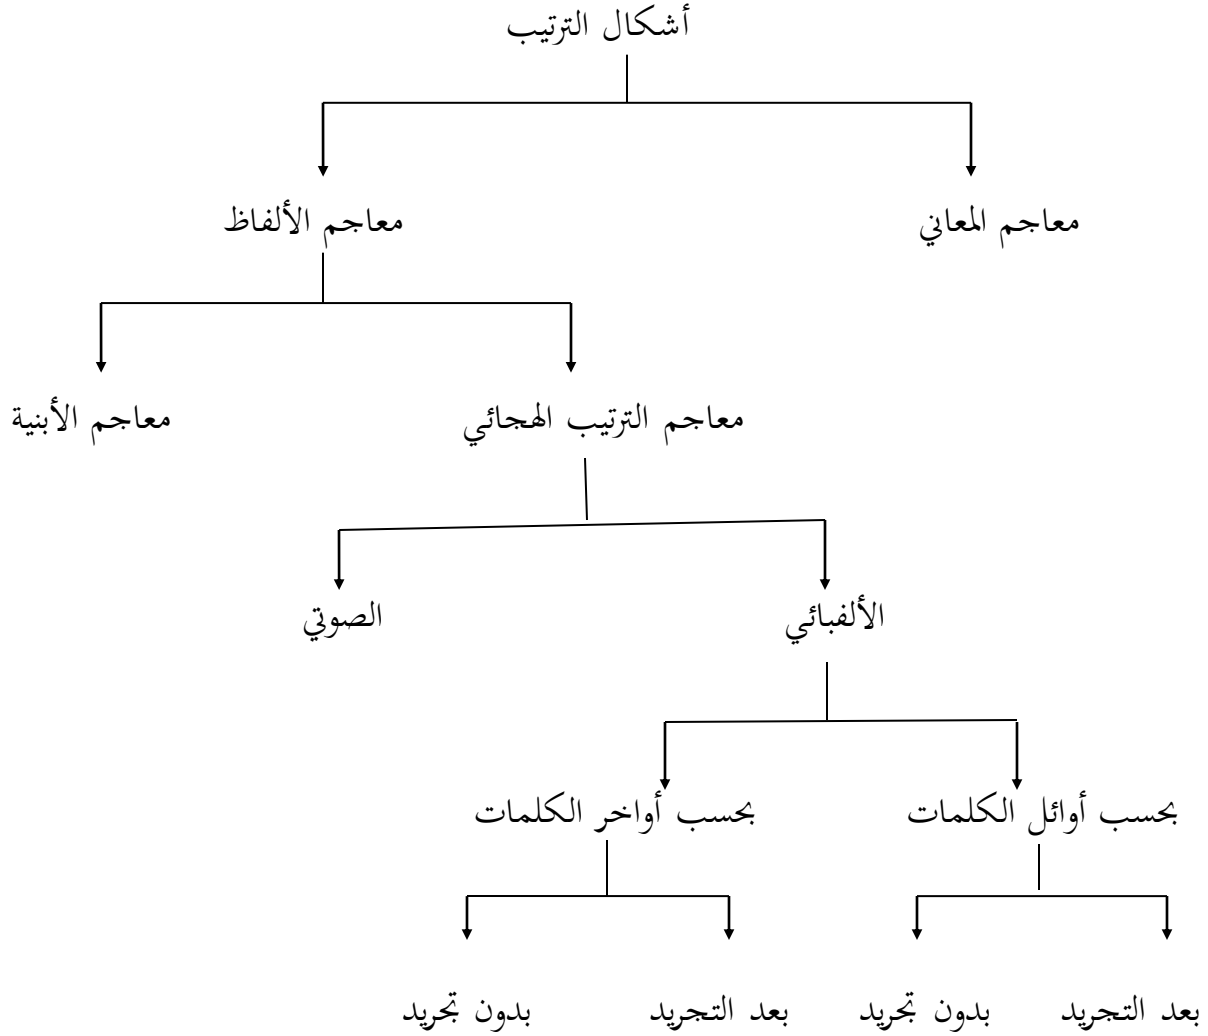 أشكال الترتيب
معاجم المعاني
معاجم الألفاظ
معاجم الترتيب الهجائي
معاجم الأبنية
الألفبائي
الصوتي
بحسب أوائل الكلمات
بحسب أواخر الكلمات
بعد التجريد
بدون تجريد
بعد التجريد
بدون تجريد